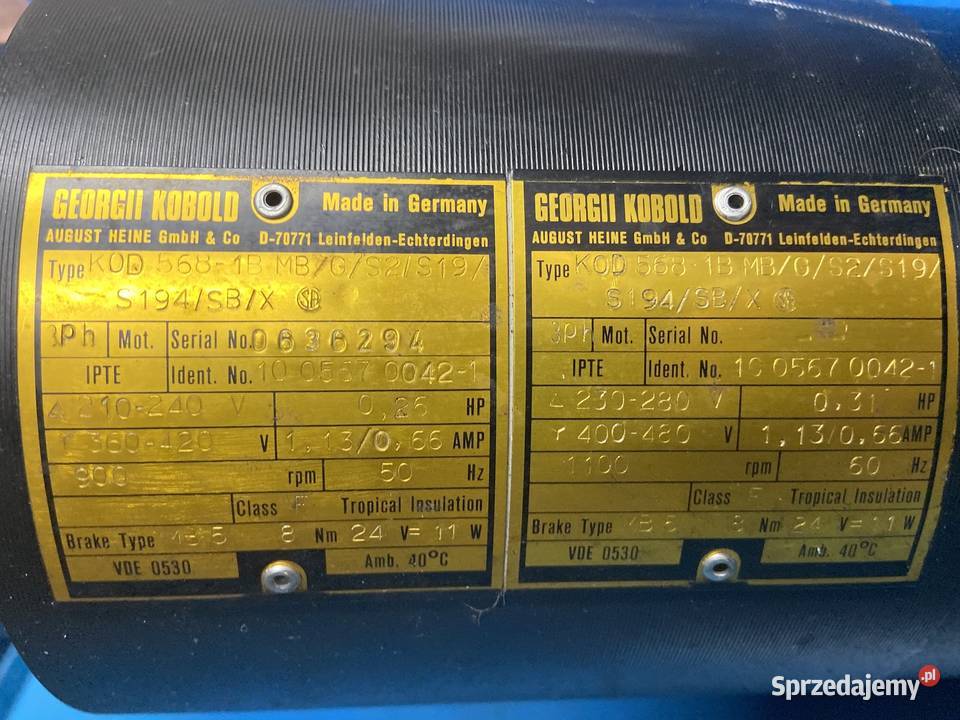 GEORGII KOBOLD Made in Germany
AUGUST HEINE GmbH & Co D-70771 Leinfelden-Echterdingen
Type KOD 568-1B MB/G/S2/S19/
S194/SB/X SA
3Ph Mot. Serial No. 0636294
IPTE Ident. No. 10 0567 0042-1
Δ 210-240 V 0,26 HP
Y 360-420 V 1,13/0,66 AMP
900 rpm 50 Hz
Class F Tropical Insulation
Brake Type 8 Nm 24 V= 11 W
VDE 0530 Amb. 40°C
GEORGII KOBOLD Made in Germany
AUGUST HEINE GmbH & Co D-70771 Leinfelden-Echterdingen
Type KOD 568-1B MB/G/S2/S19/
S194/SB/X SA
3Ph Mot. Serial No.
IPTE Ident. No. 10 0567 0042-1
Δ 230-280 V 0,31 HP
Y 400-480 V 1,13/0,66 AMP
1100 rpm 60 Hz
Class F Tropical Insulation
Brake Type 8 Nm 24 V= 11 W
VDE 0530 Amb. 40°C
Sprzedajemy.pl